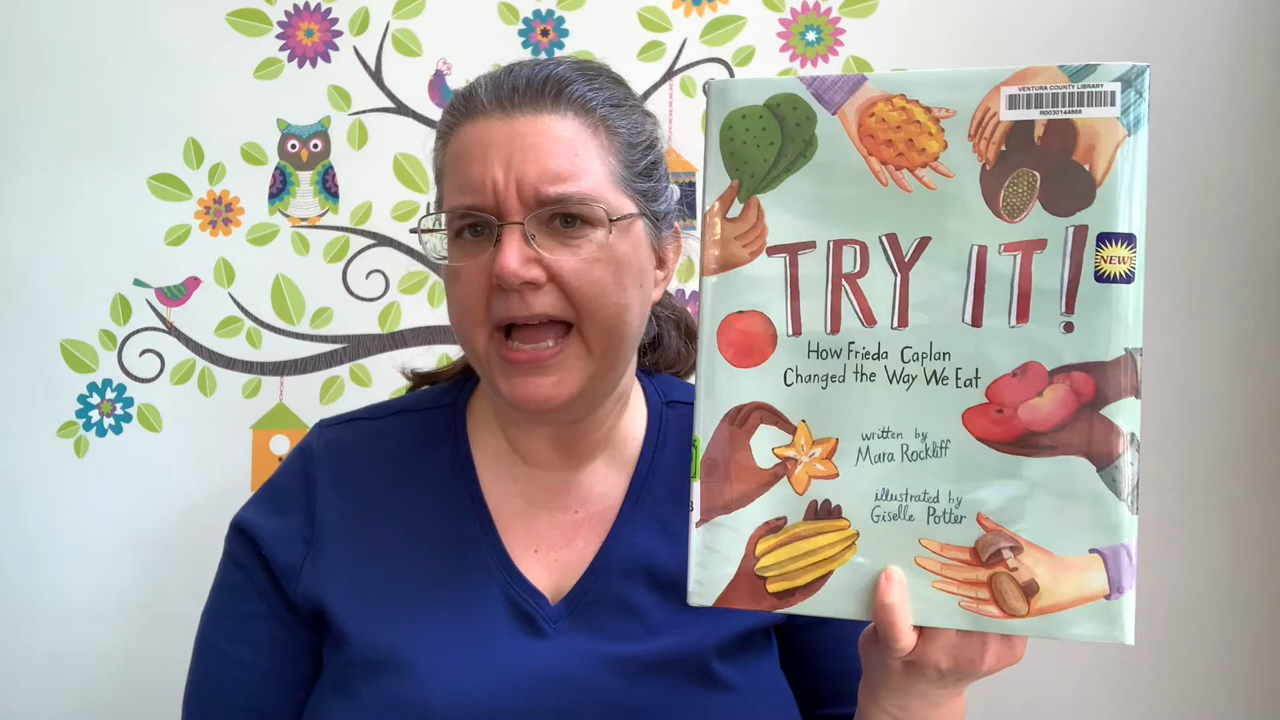 VENTURA COUNTY LIBRARY
R0030144868
TRY IT!
NEW!
How Frieda Caplan
Changed the Way We Eat
written by
Mara Rockliff
illustrated by
Giselle Potter